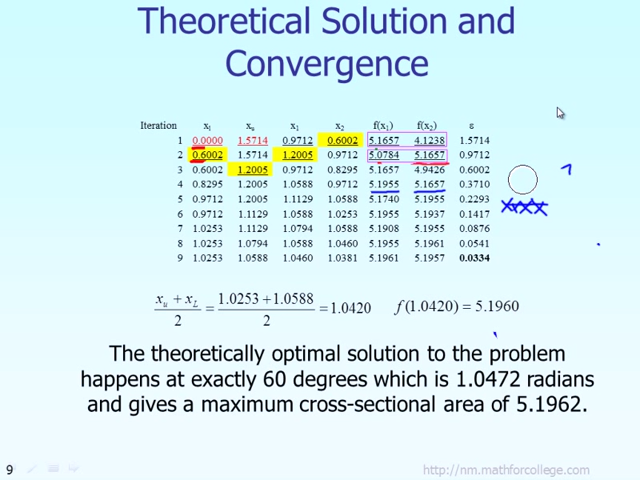 Theoretical Solution and
Convergence
Iteration xl xu x1 x2 f(x1) f(x2) ε
1 0.0000 1.5714 0.9712 0.6002 5.1657 4.1238 1.5714
2 0.6002 1.5714 1.2005 0.9712 5.0784 5.1657 0.9712
3 0.6002 1.2005 0.9712 0.8295 5.1657 4.9426 0.6002
4 0.8295 1.2005 1.0588 0.9712 5.1955 5.1657 0.3710
5 0.9712 1.2005 1.1129 1.0588 5.1740 5.1955 0.2293
6 0.9712 1.1129 1.0588 1.0253 5.1955 5.1937 0.1417
7 1.0253 1.1129 1.0794 1.0588 5.1908 5.1955 0.0876
8 1.0253 1.0794 1.0588 1.0460 5.1955 5.1961 0.0541
9 1.0253 1.0588 1.0460 1.0381 5.1961 5.1957 0.0334
(xu + xL)/2 = (1.0253 + 1.0588)/2 = 1.0420 f(1.0420) = 5.1960
The theoretically optimal solution to the problem
happens at exactly 60 degrees which is 1.0472 radians
and gives a maximum cross-sectional area of 5.1962.
9 http://nm.mathforcollege.com